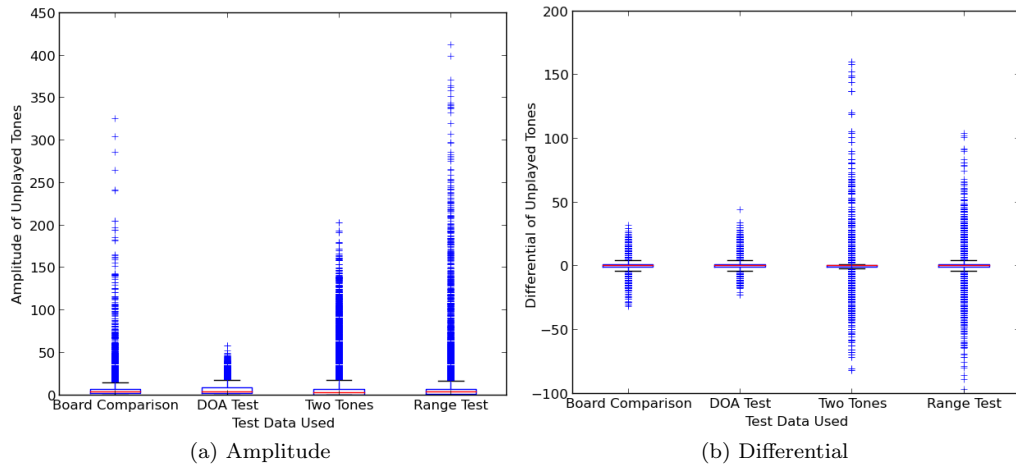 450
400
350
300
250
200
150
100
50
0
Amplitude of Unplayed Tones
Board Comparison DOA Test Two Tones Range Test
Test Data Used
(a) Amplitude
200
150
100
50
0
−50
−100
Differential of Unplayed Tones
Board Comparison DOA Test Two Tones Range Test
Test Data Used
(b) Differential